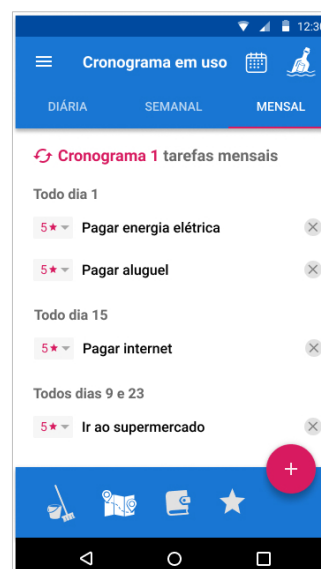 12:30
Cronograma em uso
DIÁRIA SEMANAL MENSAL
Cronograma 1 tarefas mensais
Todo dia 1
5★ Pagar energia elétrica
5★ Pagar aluguel
Todo dia 15
5★ Pagar internet
Todos dias 9 e 23
5★ Ir ao supermercado
+